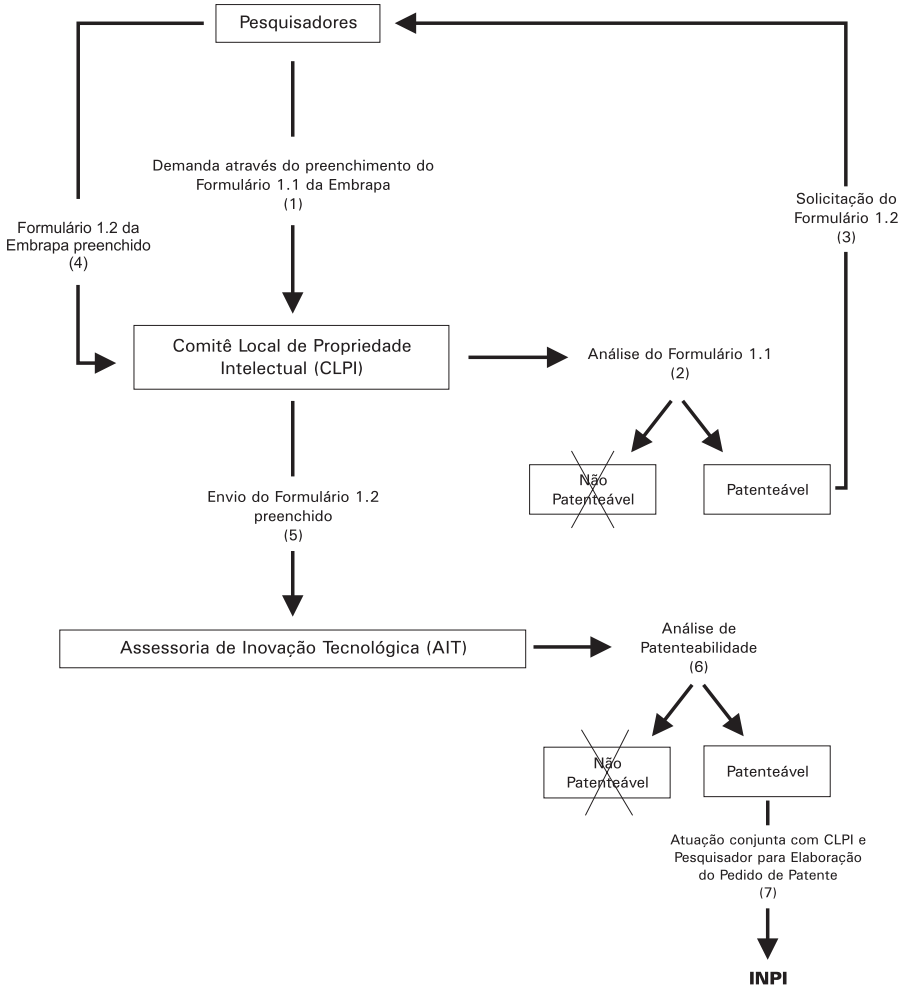 Pesquisadores
Demanda através do preenchimento do
Formulário 1.1 da Embrapa
(1)
Solicitação do
Formulário 1.2
(3)
Formulário 1.2 da
Embrapa preenchido
(4)
Comitê Local de Propriedade
Intelectual (CLPI)
Análise do Formulário 1.1
(2)
Não
Patenteável
Patenteável
Envio do Formulário 1.2
preenchido
(5)
Assessoria de Inovação Tecnológica (AIT)
Análise de
Patenteabilidade
(6)
Não
Patenteável
Patenteável
Atuação conjunta com CLPI e
Pesquisador para Elaboração
do Pedido de Patente
(7)
INPI